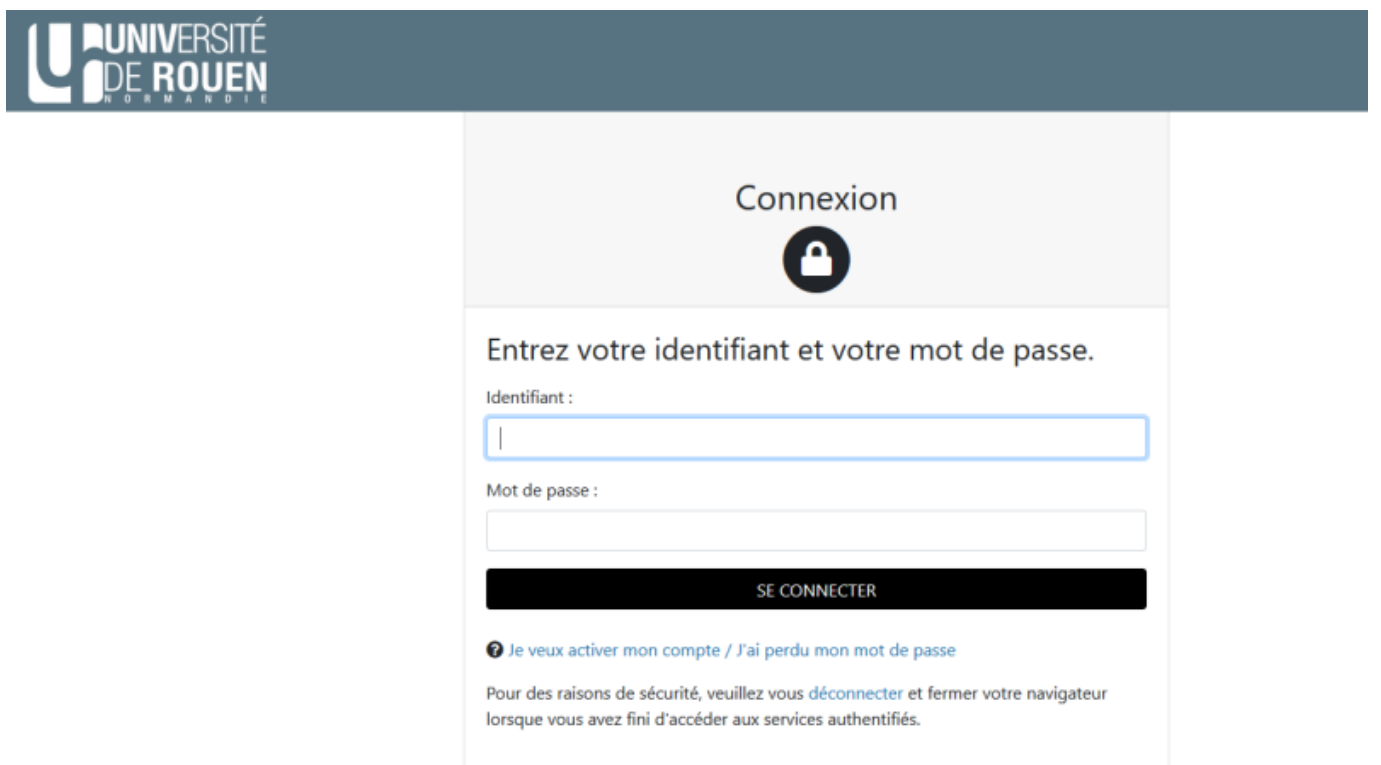 UNIVERSITÉ
DE ROUEN
NORMANDIE
Connexion
Entrez votre identifiant et votre mot de passe.
Identifiant :
Mot de passe :
SE CONNECTER
Je veux activer mon compte / J'ai perdu mon mot de passe
Pour des raisons de sécurité, veuillez vous déconnecter et fermer votre navigateur
lorsque vous avez fini d'accéder aux services authentifiés.